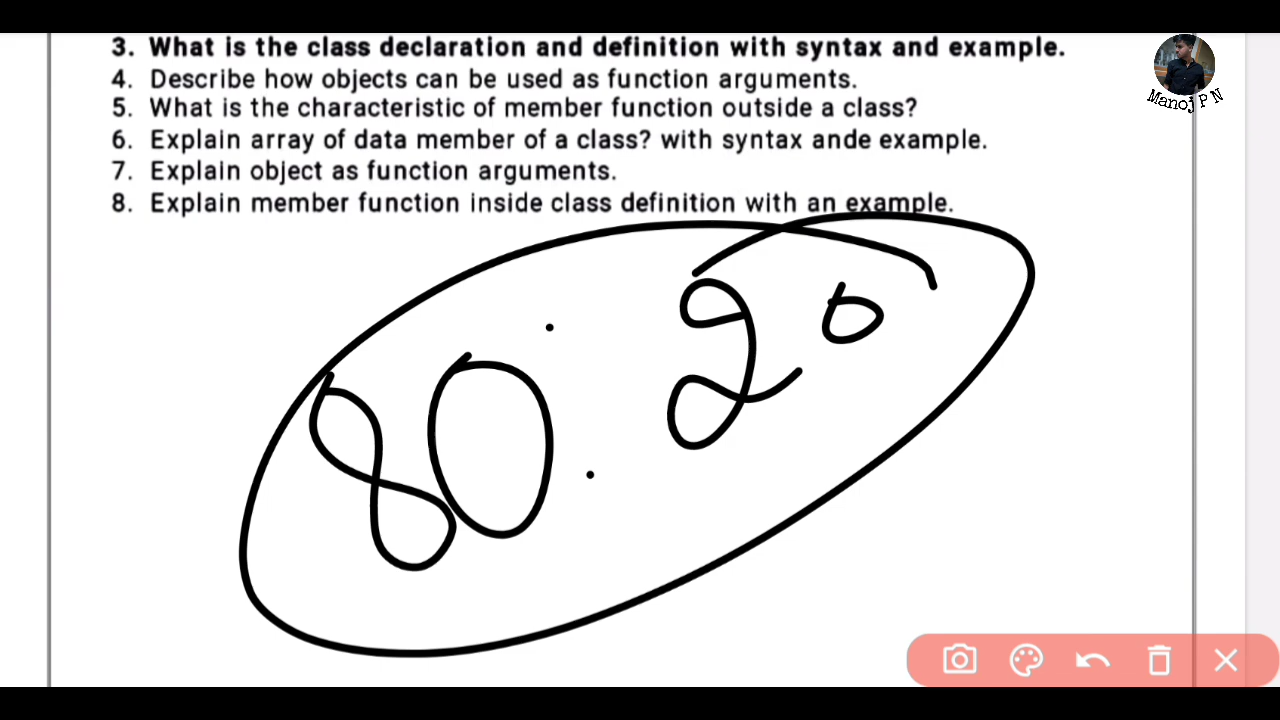 3. What is the class declaration and definition with syntax and example.
4. Describe how objects can be used as function arguments.
5. What is the characteristic of member function outside a class?
6. Explain array of data member of a class? with syntax ande example.
7. Explain object as function arguments.
8. Explain member function inside class definition with an example.
Manoj P N
80 : 20